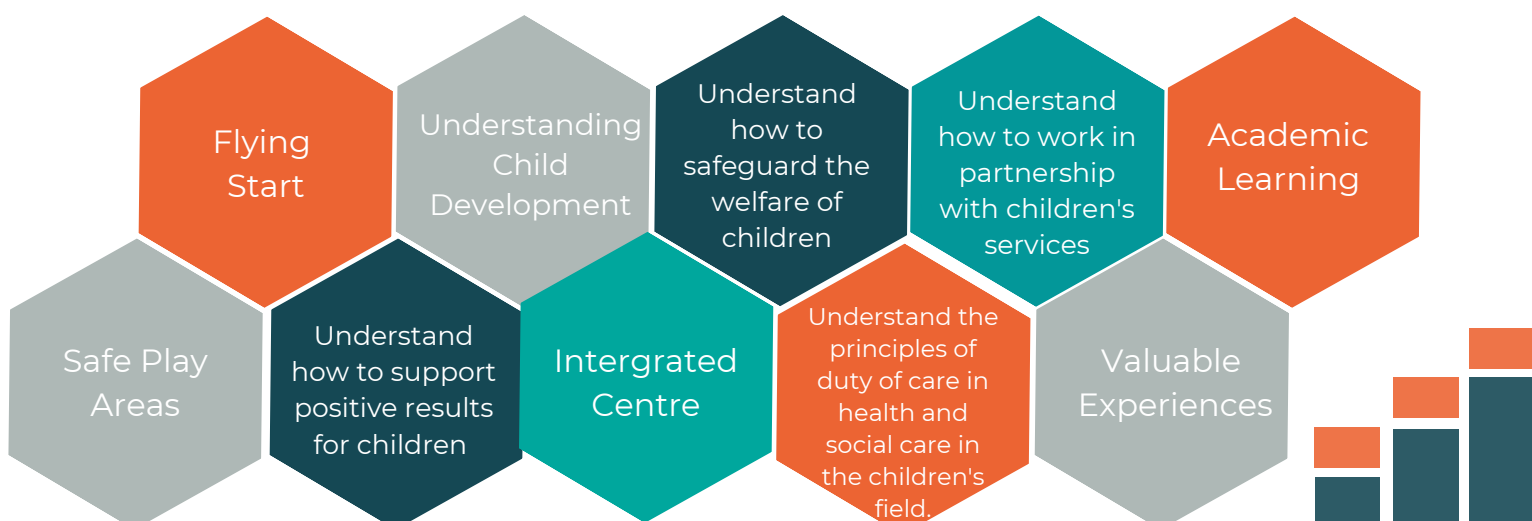 Flying
Start
Understanding
Child
Development
Understand
how to
safeguard the
welfare of
children
Understand
how to work in
partnership
with children's
services
Academic
Learning
Safe Play
Areas
Understand
how to support
positive results
for children
Intergrated
Centre
Understand the
principles of
duty of care in
health and
social care in
the children's
field.
Valuable
Experiences